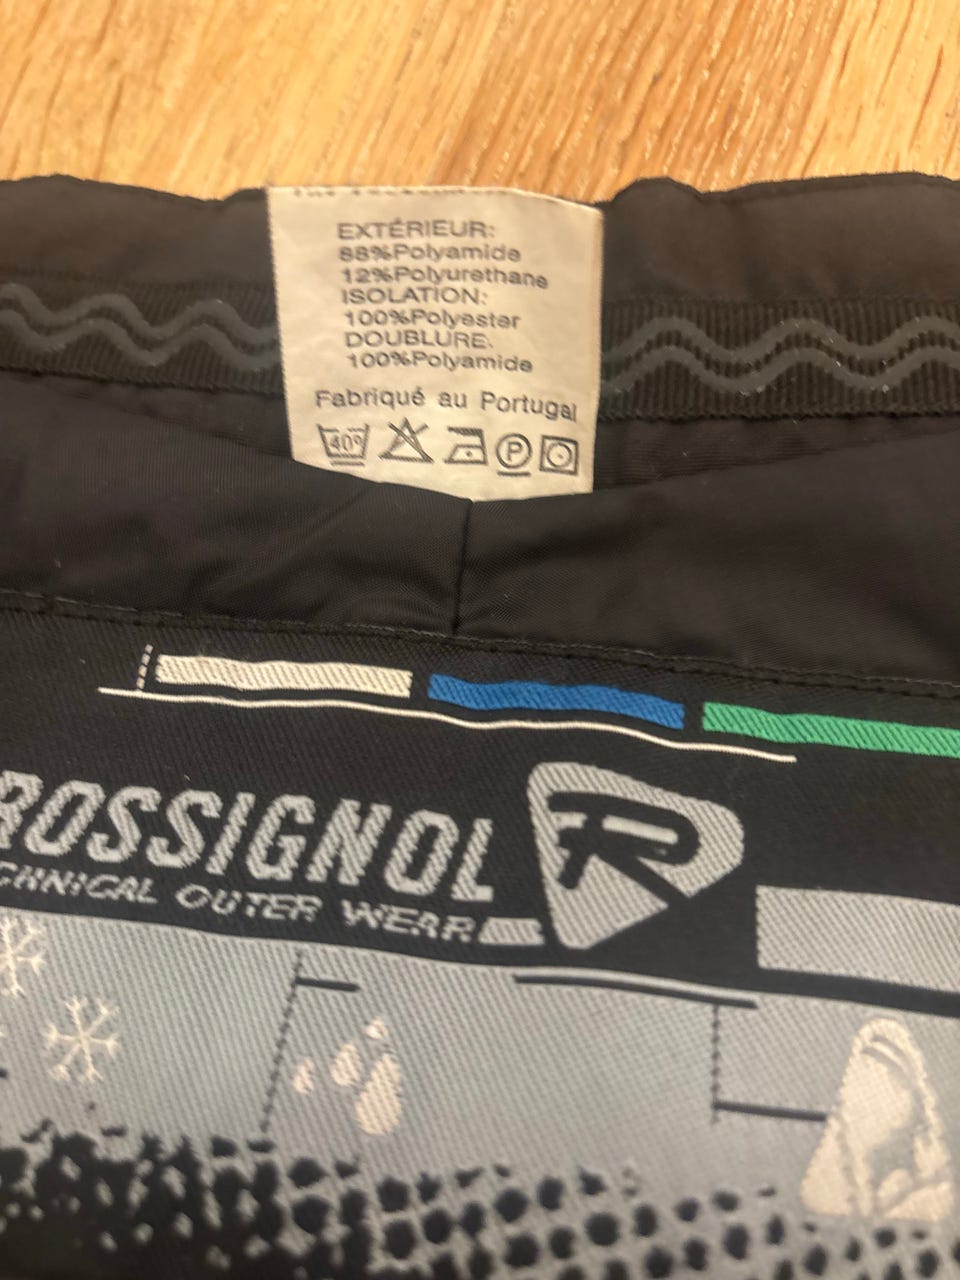 EXTÉRIEUR:
88%Polyamide
12%Polyurethane
ISOLATION:
100%Polyester
DOUBLURE.
100%Polyamide
Fabriqué au Portugal
40° P
ROSSIGNOL R
CHNICAL OUTER WEAR